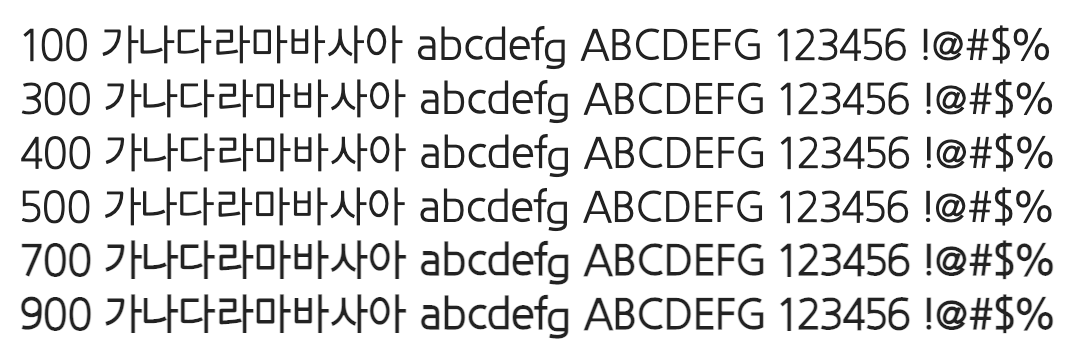 100 가나다라마바사아 abcdefg ABCDEFG 123456 !@#$%
300 가나다라마바사아 abcdefg ABCDEFG 123456 !@#$%
400 가나다라마바사아 abcdefg ABCDEFG 123456 !@#$%
500 가나다라마바사아 abcdefg ABCDEFG 123456 !@#$%
700 가나다라마바사아 abcdefg ABCDEFG 123456 !@#$%
900 가나다라마바사아 abcdefg ABCDEFG 123456 !@#$%